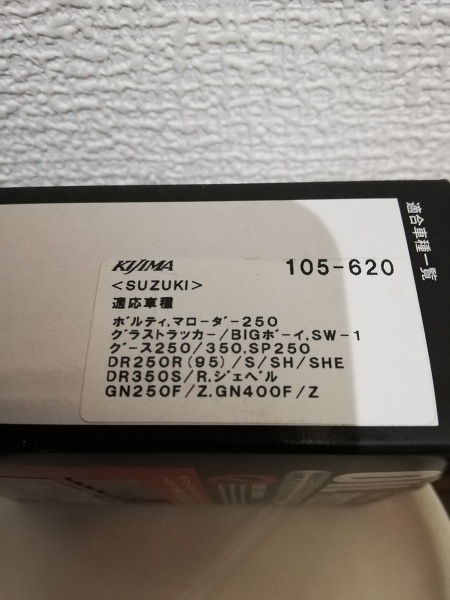 適合車種一覧
KIJIMA 105-620
<SUZUKI>
適応車種
ボルティ,マローダー250
グラストラッカー/BIGボーイ,SW-1
グース250/350.SP250
DR250R(95)/S/SH/SHE
DR350S/R.ジェベル
GN250F/Z.GN400F/Z